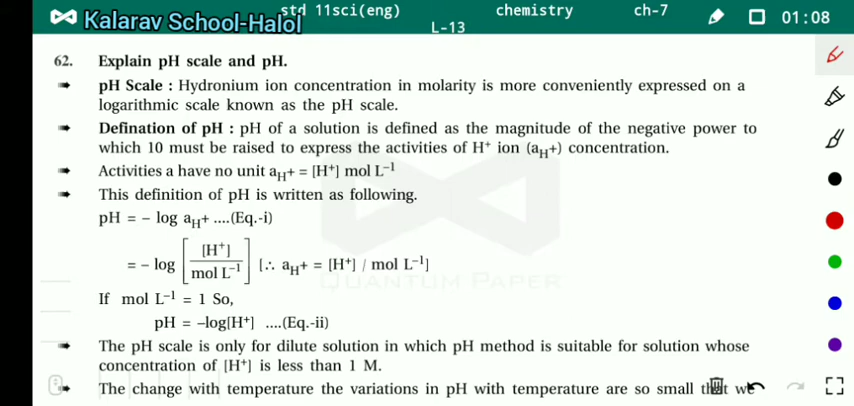 std 11sci(eng) chemistry ch-7
Kalarav School-Halol L-13 01:08
62. Explain pH scale and pH.
➠ pH Scale : Hydronium ion concentration in molarity is more conveniently expressed on a
logarithmic scale known as the pH scale.
➠ Defination of pH : pH of a solution is defined as the magnitude of the negative power to
which 10 must be raised to express the activities of H⁺ ion (aH+) concentration.
➠ Activities a have no unit aH+ = [H⁺] mol L⁻¹
➠ This definition of pH is written as following.
pH = – log aH+ ....(Eq.-i)
= – log [[H⁺] / mol L⁻¹] [∴ aH+ = [H⁺] / mol L⁻¹]
QUANTUM PAPER
If mol L⁻¹ = 1 So,
pH = –log[H⁺] ....(Eq.-ii)
➠ The pH scale is only for dilute solution in which pH method is suitable for solution whose
concentration of [H⁺] is less than 1 M.
➠ The change with temperature the variations in pH with temperature are so small that we